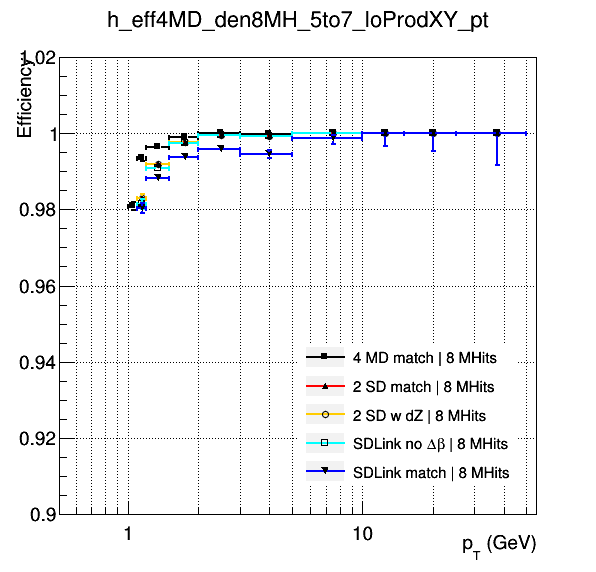 h_eff4MD_den8MH_5to7_loProdXY_pt
Efficiency
1.02
1
0.98
0.96
0.94
0.92
0.9
4 MD match | 8 MHits
2 SD match | 8 MHits
2 SD w dZ | 8 MHits
SDLink no Δβ | 8 MHits
SDLink match | 8 MHits
1
10
p_T (GeV)